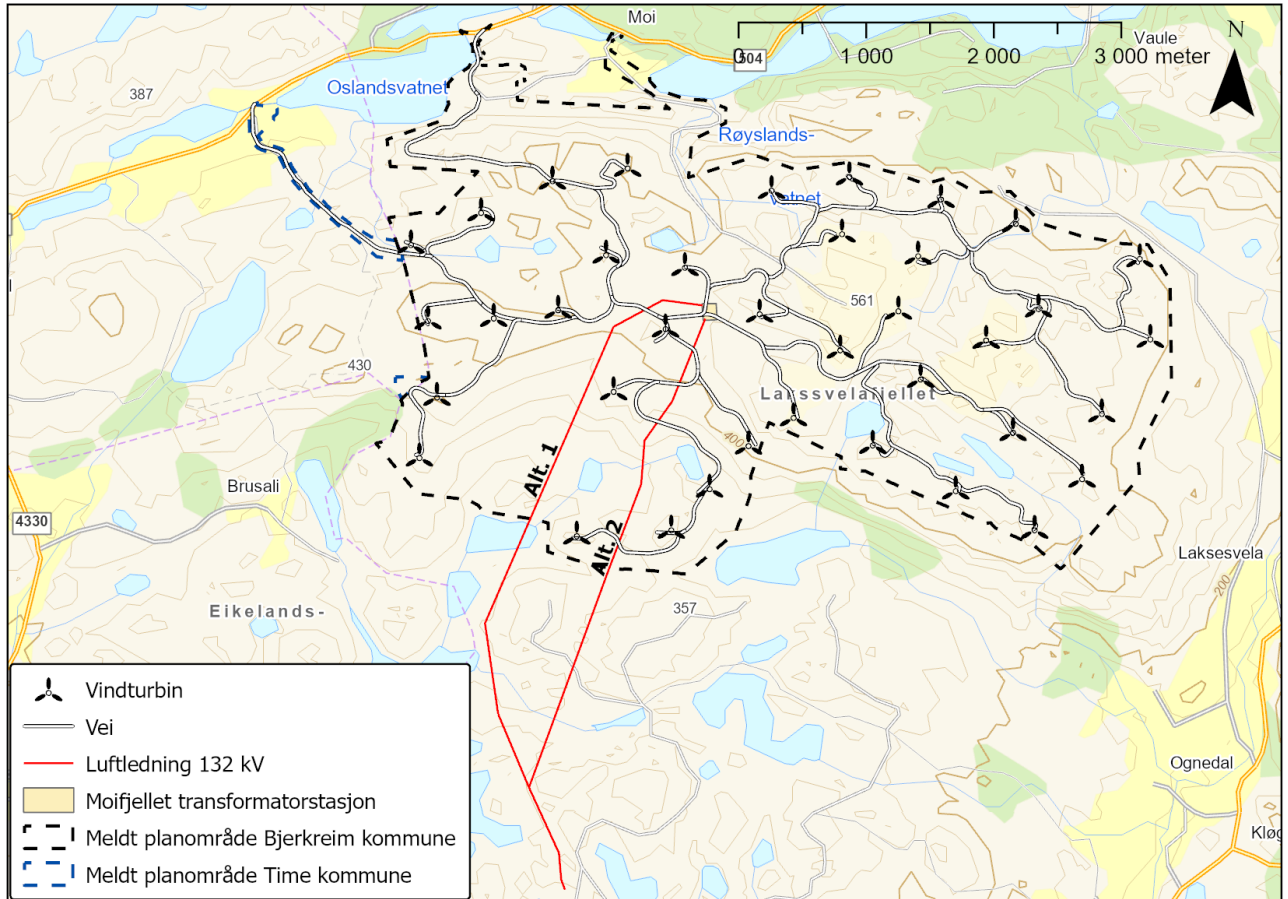 Moi
N
Vaule
0
504
1 000
2 000
3 000 meter
387
Oslandsvatnet
Røyslands-
vatnet
561
430
Larssvelafjellet
400
Alt. 1
Alt. 2
Brusali
4330
Laksesvela
200
Eikelands-
357
Ognedal
Kløg
Vindturbin
Vei
Luftledning 132 kV
Moifjellet transformatorstasjon
Meldt planområde Bjerkreim kommune
Meldt planområde Time kommune